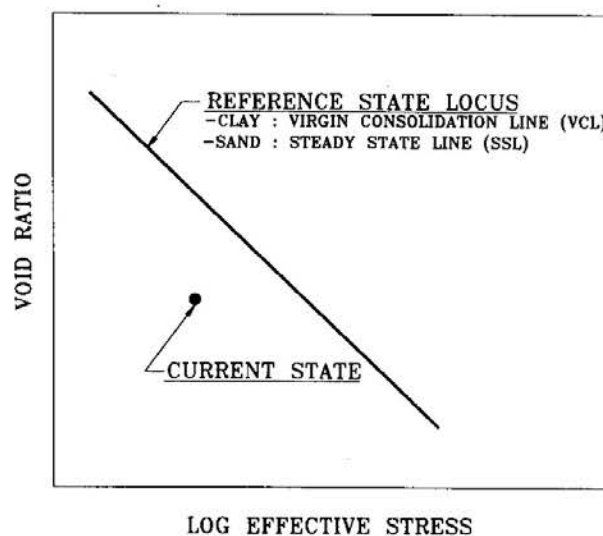 REFERENCE STATE LOCUS
-CLAY : VIRGIN CONSOLIDATION LINE (VCL)
-SAND : STEADY STATE LINE (SSL)
VOID RATIO
CURRENT STATE
LOG EFFECTIVE STRESS